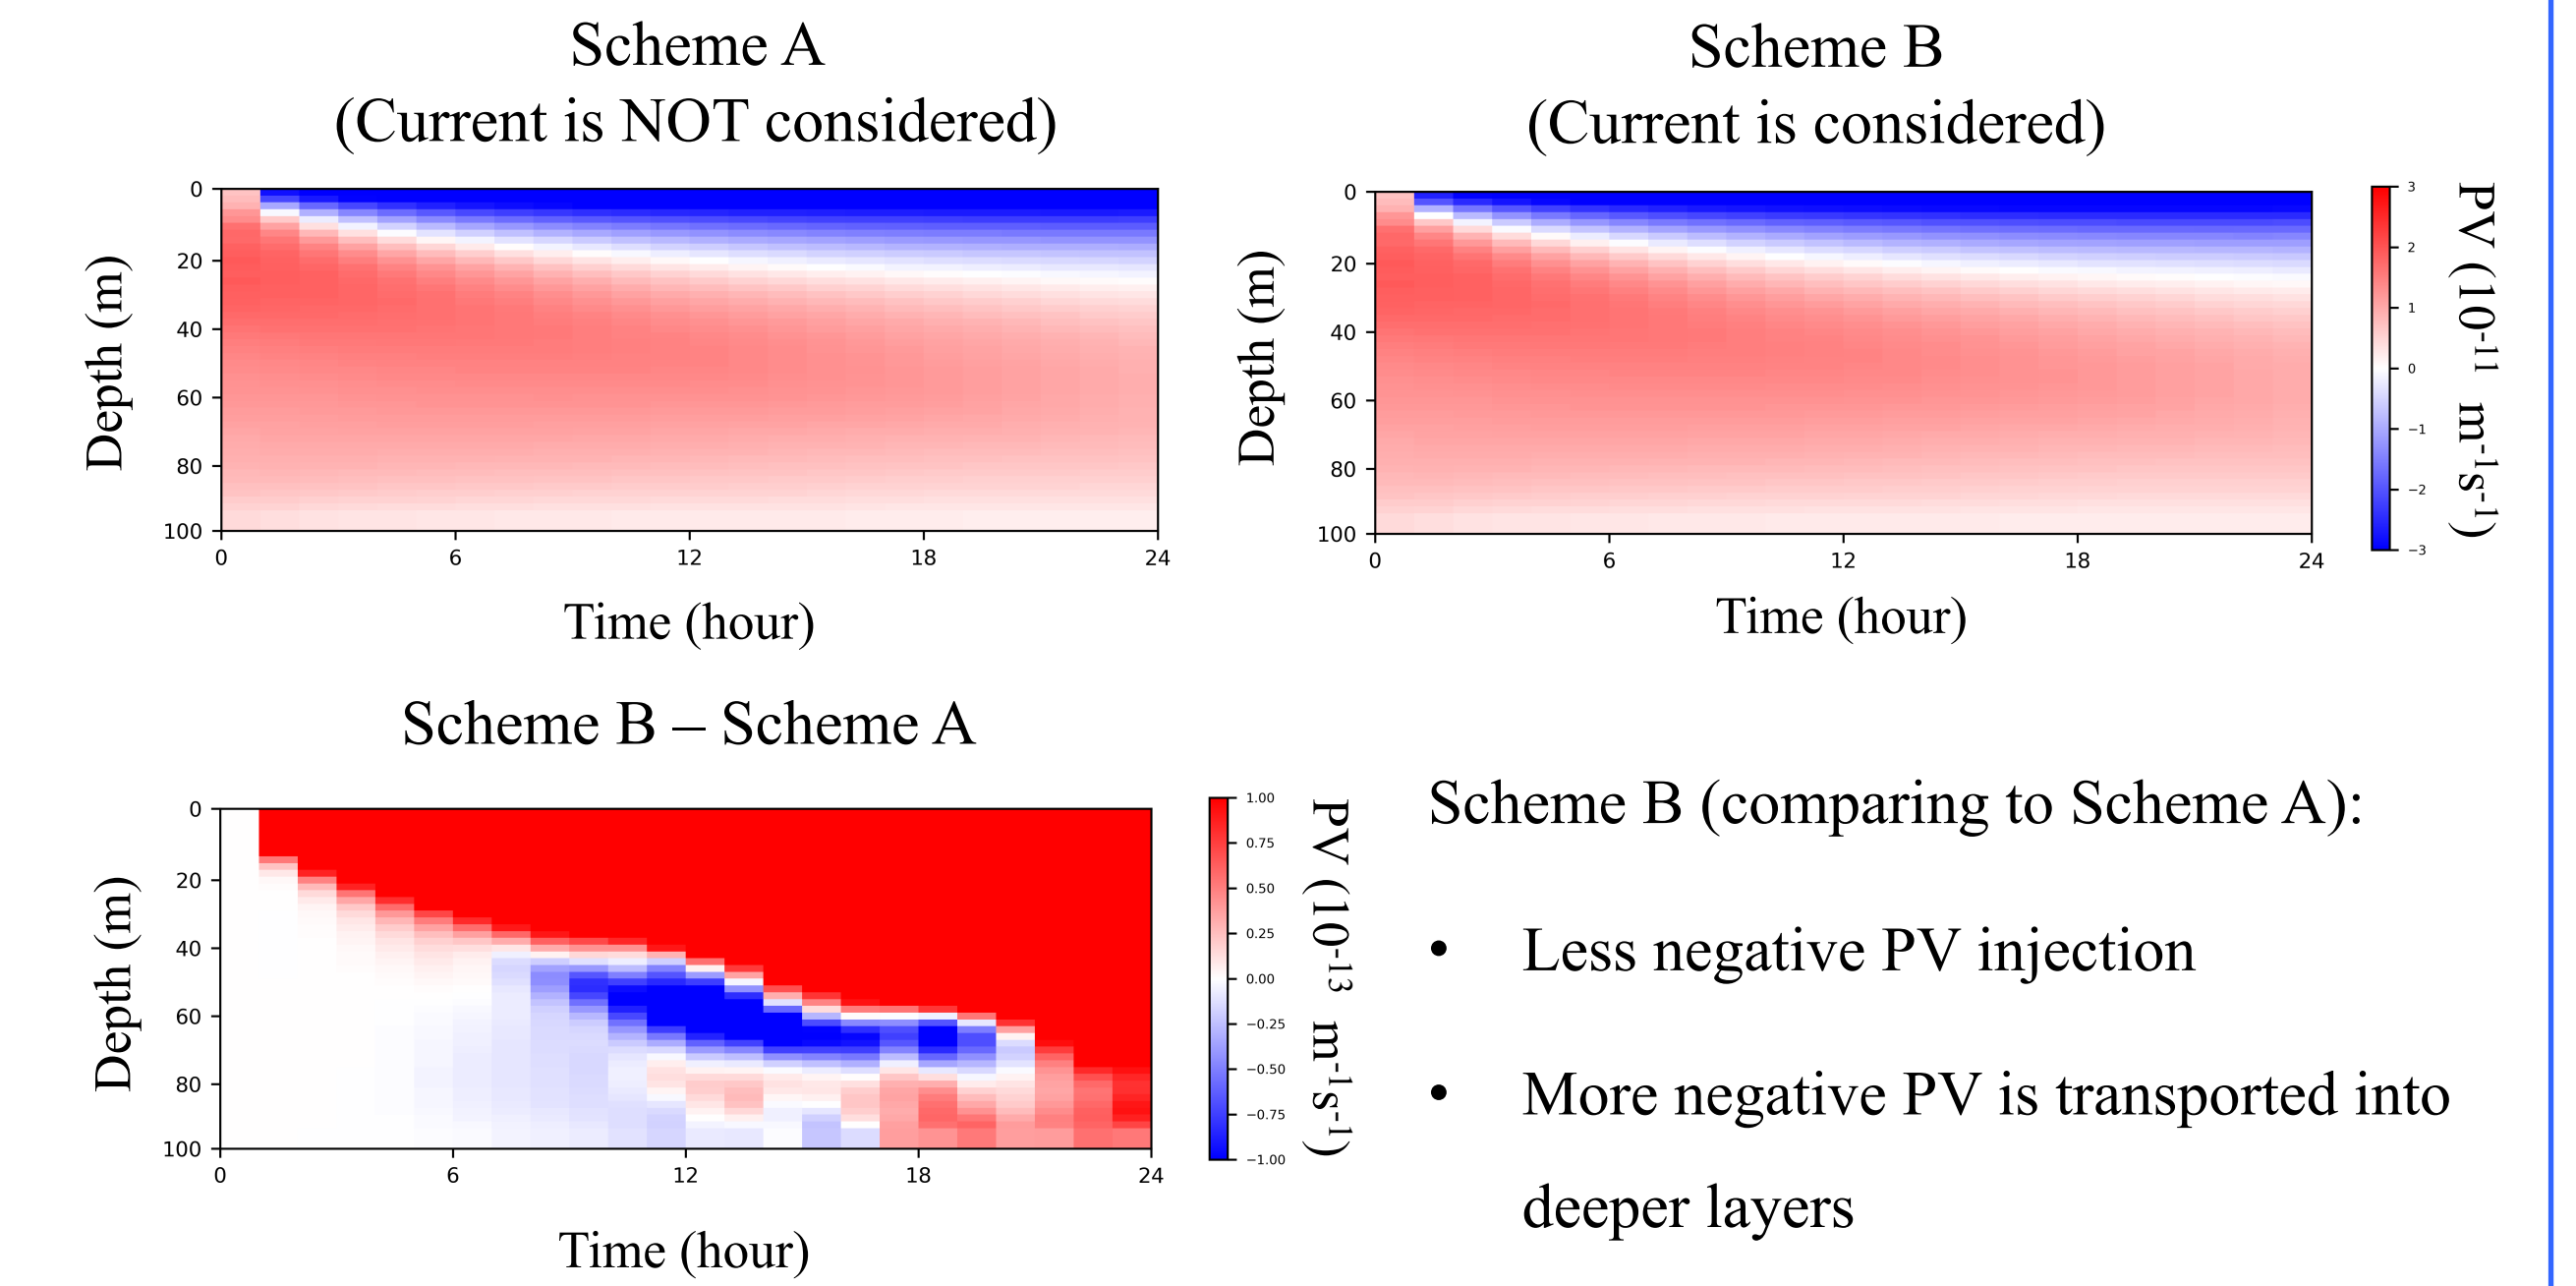 Scheme A
(Current is NOT considered)
0
20
40
60
80
100
Depth (m)
0 6 12 18 24
Time (hour)
Scheme B
(Current is considered)
0
20
40
60
80
100
Depth (m)
0 6 12 18 24
Time (hour)
3
2
1
0
−1
−2
−3
PV (10⁻¹¹ m⁻¹s⁻¹)
Scheme B – Scheme A
0
20
40
60
80
100
Depth (m)
0 6 12 18 24
Time (hour)
1.00
0.75
0.50
0.25
0.00
−0.25
−0.50
−0.75
−1.00
PV (10⁻¹³ m⁻¹s⁻¹)
Scheme B (comparing to Scheme A):
• Less negative PV injection
• More negative PV is transported into
deeper layers